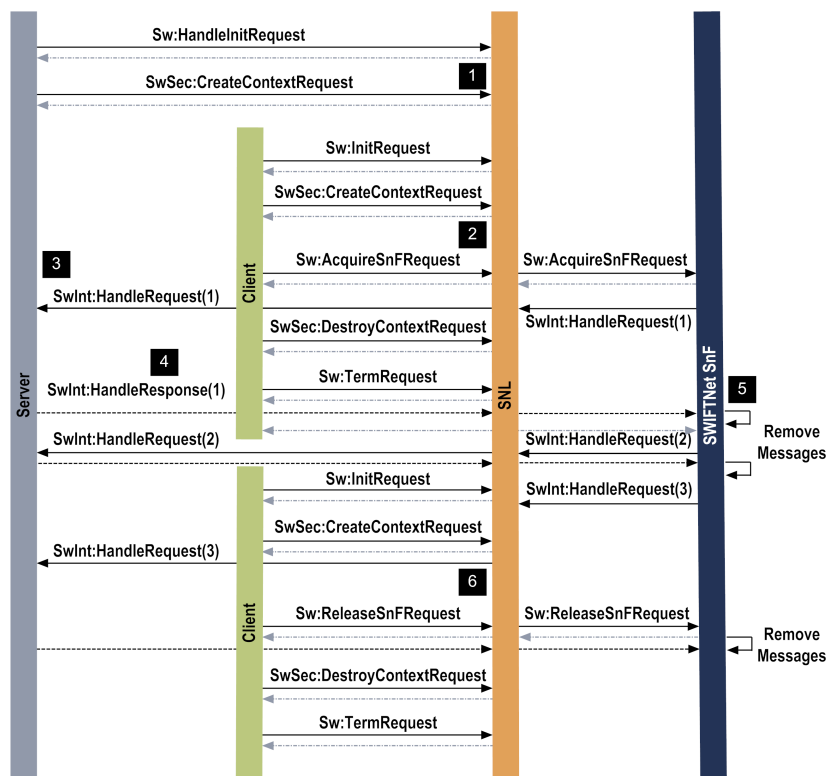 Sw:HandleInitRequest
1
SwSec:CreateContextRequest
Sw:InitRequest
SwSec:CreateContextRequest
2
3
Sw:AcquireSnFRequest
Sw:AcquireSnFRequest
Client
SwInt:HandleRequest(1)
SwInt:HandleRequest(1)
SwSec:DestroyContextRequest
4
Sw:TermRequest
SwInt:HandleResponse(1)
Server
SNL
SWIFTNet SnF
5
Remove
Messages
SwInt:HandleRequest(2)
SwInt:HandleRequest(2)
Sw:InitRequest
SwInt:HandleRequest(3)
SwSec:CreateContextRequest
SwInt:HandleRequest(3)
6
Client
Sw:ReleaseSnFRequest
Sw:ReleaseSnFRequest
Remove
Messages
SwSec:DestroyContextRequest
Sw:TermRequest